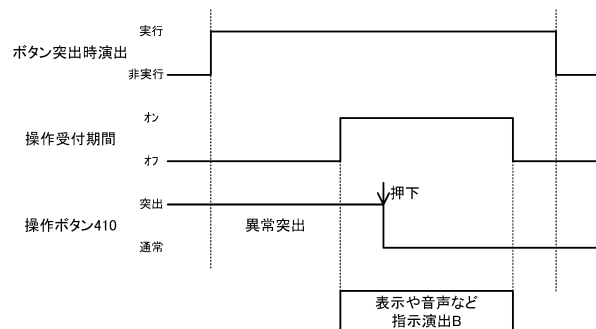 実行
ボタン突出時演出
非実行
オン
操作受付期間
オフ
突出
押下
操作ボタン410
異常突出
通常
表示や音声など
指示演出B